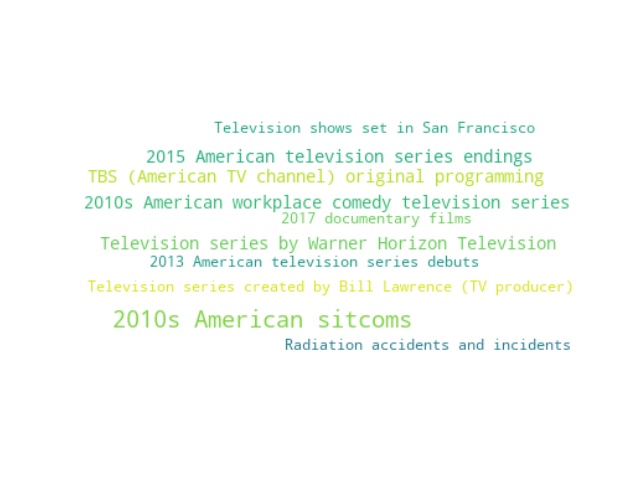 Television shows set in San Francisco
2015 American television series endings
TBS (American TV channel) original programming
2010s American workplace comedy television series
2017 documentary films
Television series by Warner Horizon Television
2013 American television series debuts
Television series created by Bill Lawrence (TV producer)
2010s American sitcoms
Radiation accidents and incidents